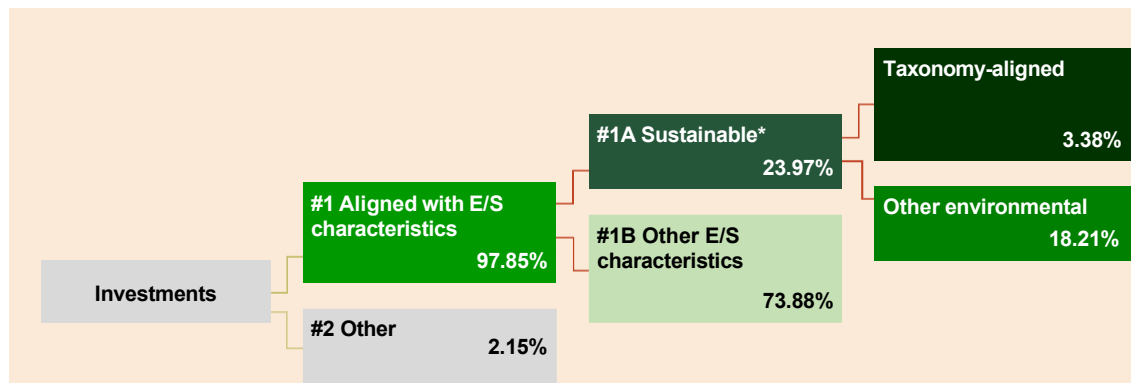 Investments
#1 Aligned with E/S
characteristics
97.85%
#2 Other
2.15%
#1A Sustainable*
23.97%
#1B Other E/S
characteristics
73.88%
Taxonomy-aligned
3.38%
Other environmental
18.21%